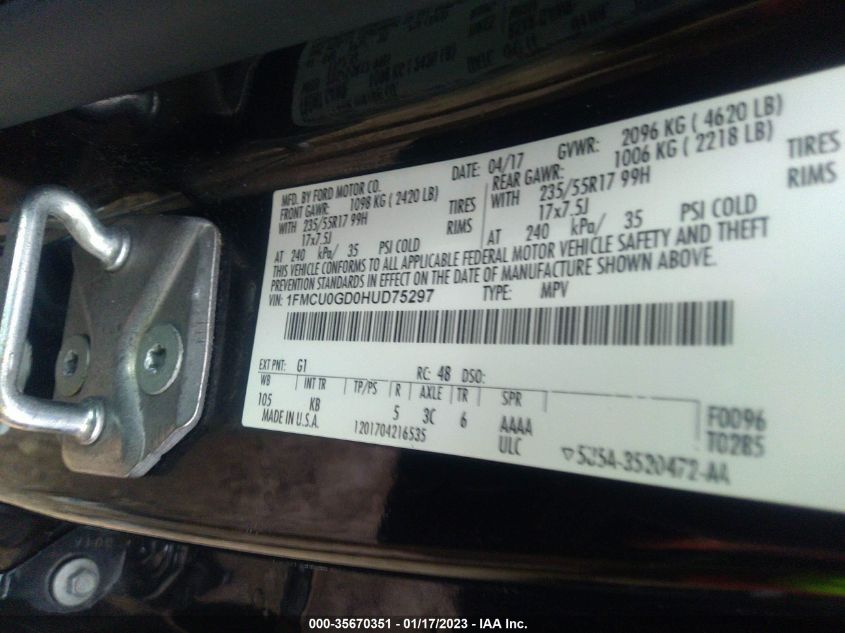 MFD. BY FORD MOTOR CO.
DATE: 04/17 GVWR: 2096 KG ( 4620 LB)
FRONT GAWR: 1098 KG ( 2420 LB)
REAR GAWR: 1006 KG ( 2218 LB)
WITH 235/55R17 99H TIRES
WITH 235/55R17 99H TIRES
17x7.5J RIMS
17x7.5J RIMS
AT 240 kPa/ 35 PSI COLD
AT 240 kPa/ 35 PSI COLD
THIS VEHICLE CONFORMS TO ALL APPLICABLE FEDERAL MOTOR VEHICLE SAFETY AND THEFT
PREVENTION STANDARDS IN EFFECT ON THE DATE OF MANUFACTURE SHOWN ABOVE.
VIN: 1FMCU0GD0HUD75297 TYPE: MPV
EXT PNT: G1 RC: 48 DSO:
WB INT TR TP/PS R AXLE TR SPR
105 KB 5 3C 6 AAAA F0096
MADE IN U.S.A. 1201704216535 ULC T0285
000-35670351 - 01/17/2023 - IAA Inc.